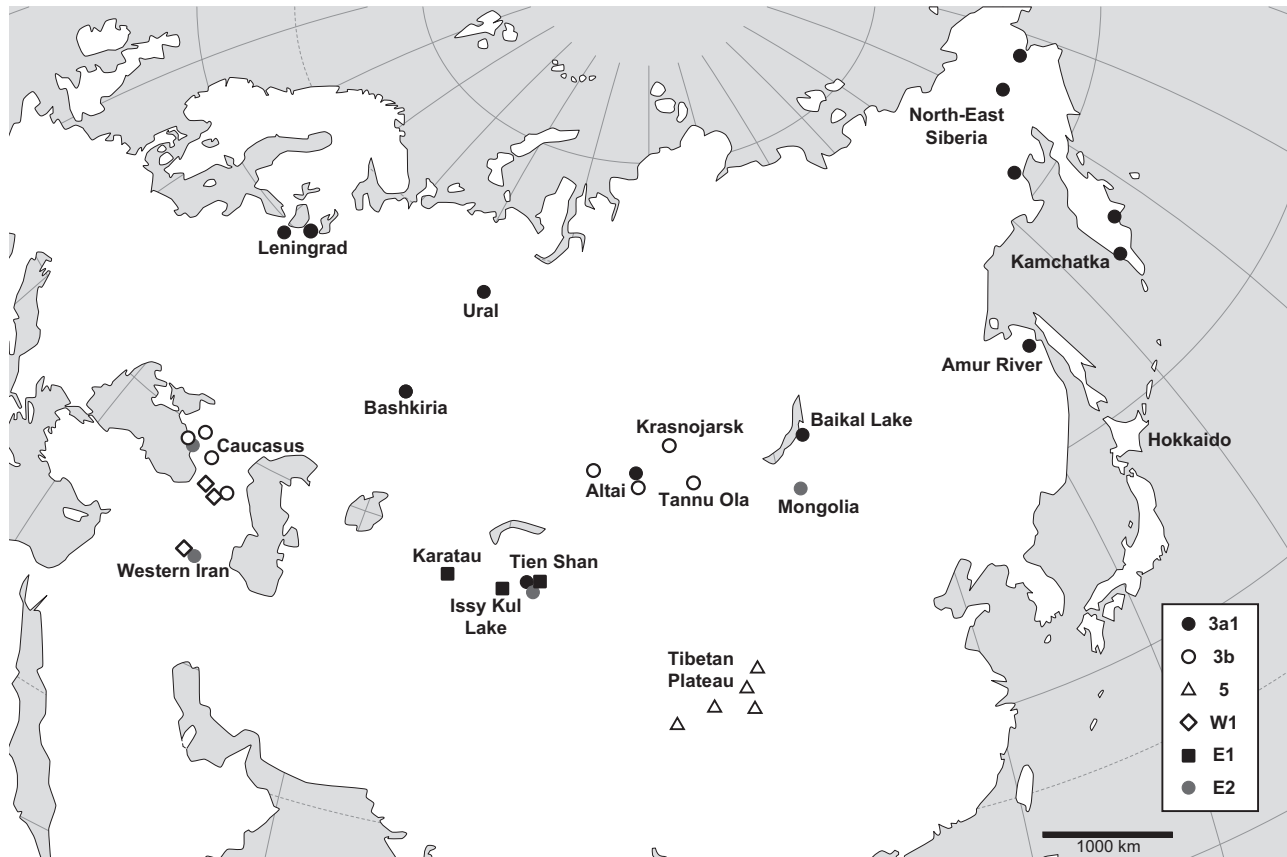 North-East
Siberia
Leningrad
Kamchatka
Ural
Amur River
Bashkiria
Krasnojarsk
Baikal Lake
Caucasus
Hokkaido
Altai
Tannu Ola
Mongolia
Karatau
Tien Shan
Western Iran
Issy Kul
Lake
Tibetan
Plateau
3a1
3b
5
W1
E1
E2
1000 km